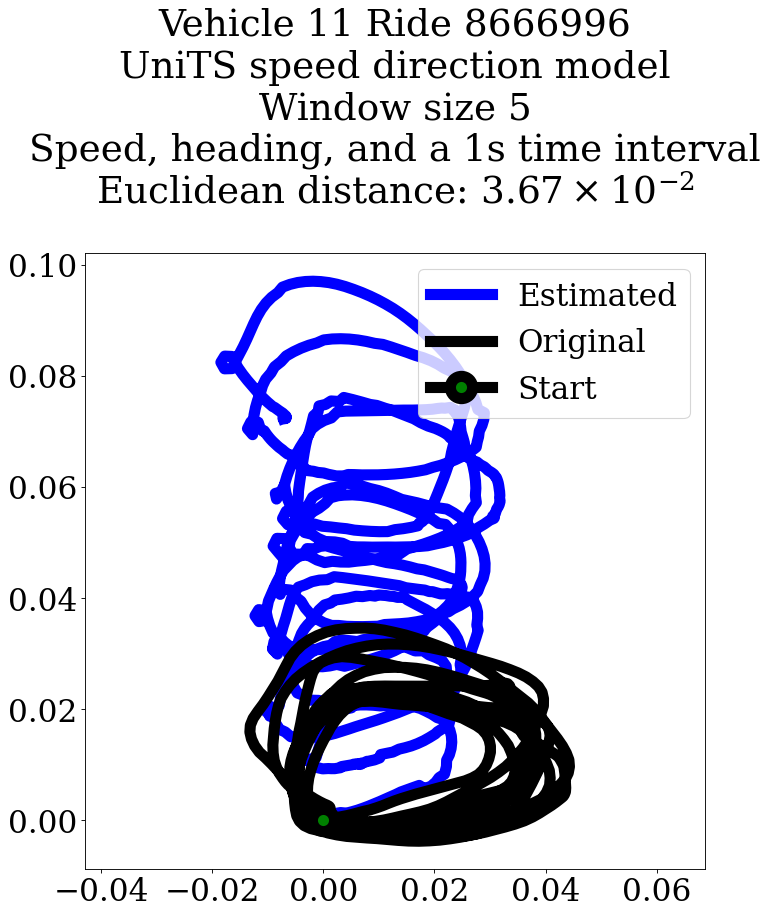 Vehicle 11 Ride 8666996
UniTS speed direction model
Window size 5
Speed, heading, and a 1s time interval
Euclidean distance: 3.67 × 10⁻²
Estimated
Original
Start
0.10
0.08
0.06
0.04
0.02
0.00
−0.04 −0.02 0.00 0.02 0.04 0.06